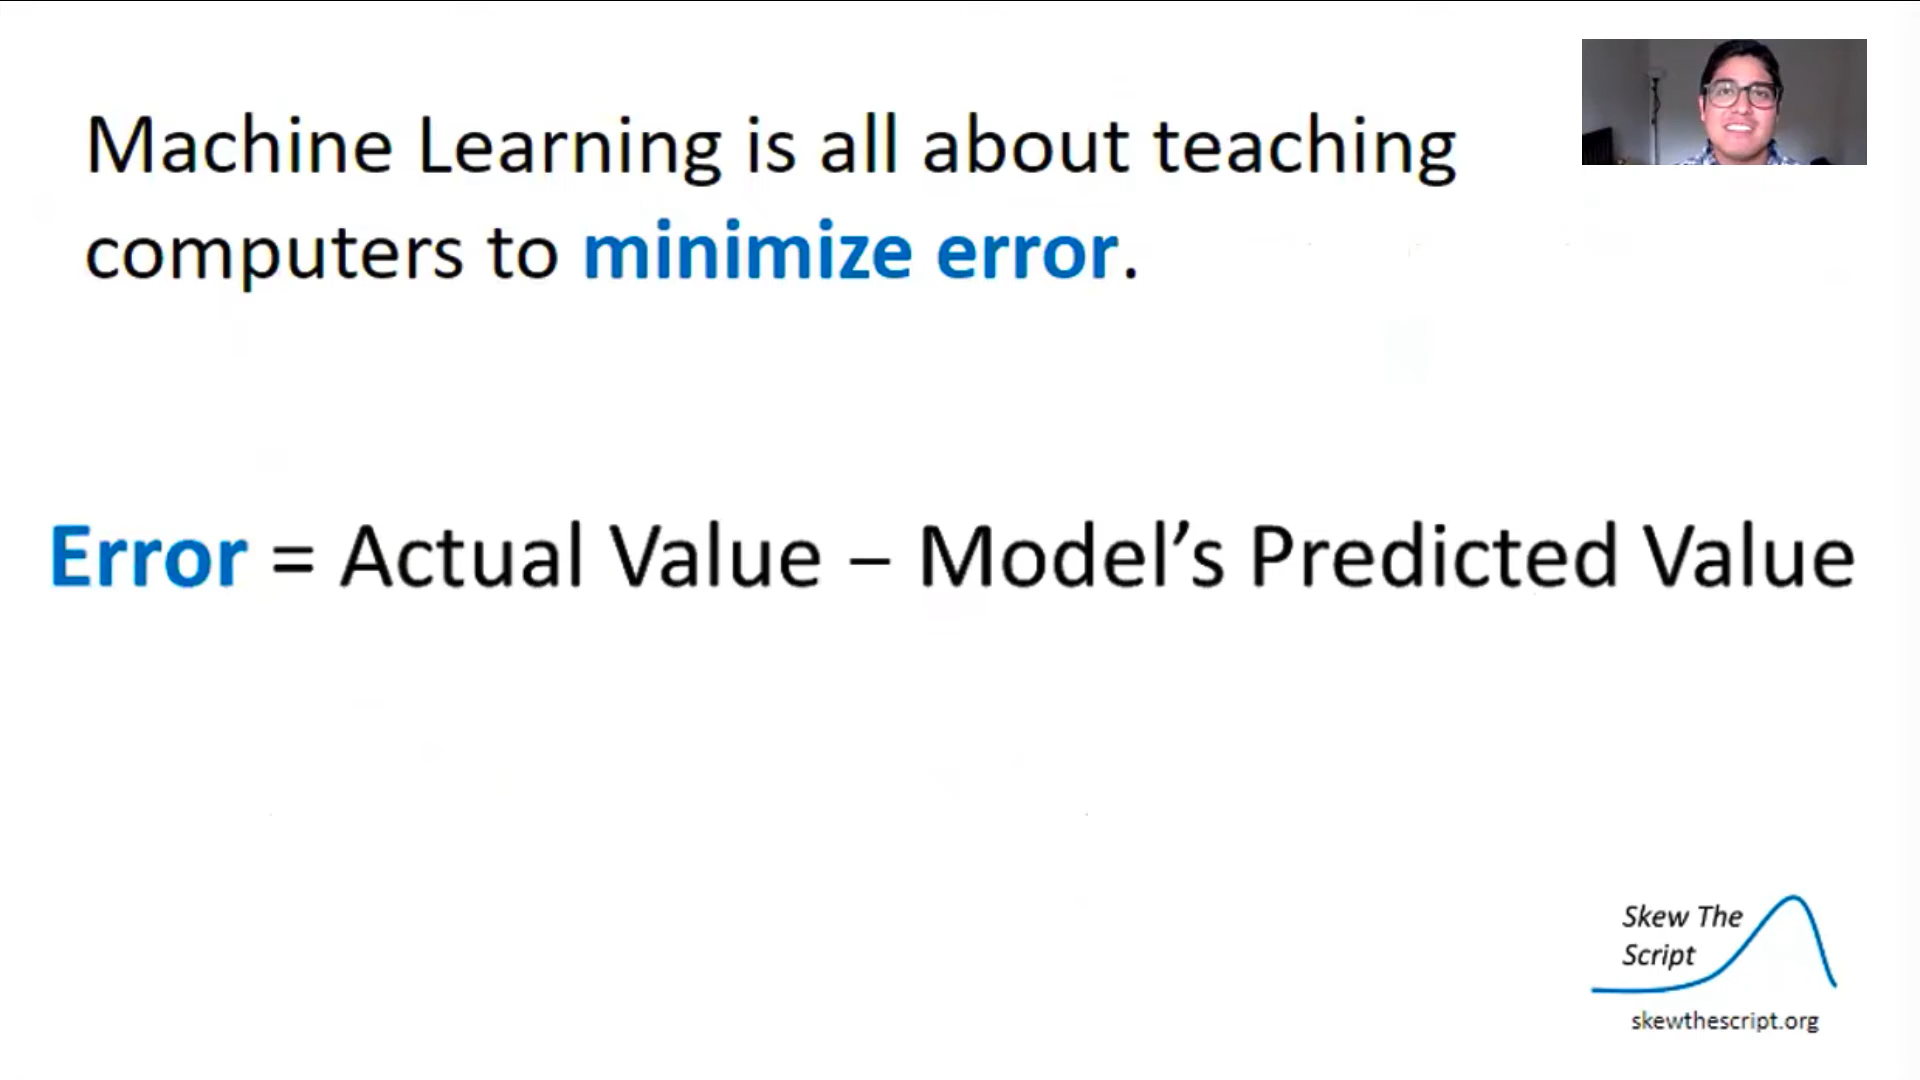 Machine Learning is all about teaching
computers to minimize error.
Error = Actual Value – Model’s Predicted Value
Skew The
Script
skewthescript.org